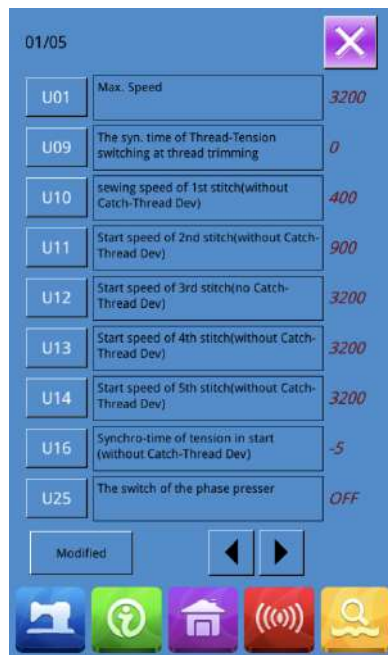 01/05
U01 Max. Speed 3200
U09 The syn. time of Thread-Tension
switching at thread trimming 0
U10 sewing speed of 1st stitch(without
Catch-Thread Dev) 400
U11 Start speed of 2nd stitch(without Catch-
Thread Dev) 900
U12 Start speed of 3rd stitch(no Catch-
Thread Dev) 3200
U13 Start speed of 4th stitch(without Catch-
Thread Dev) 3200
U14 Start speed of 5th stitch(without Catch-
Thread Dev) 3200
U16 Synchro-time of tension in start
(without Catch-Thread Dev) -5
U25 The switch of the phase presser OFF
Modified